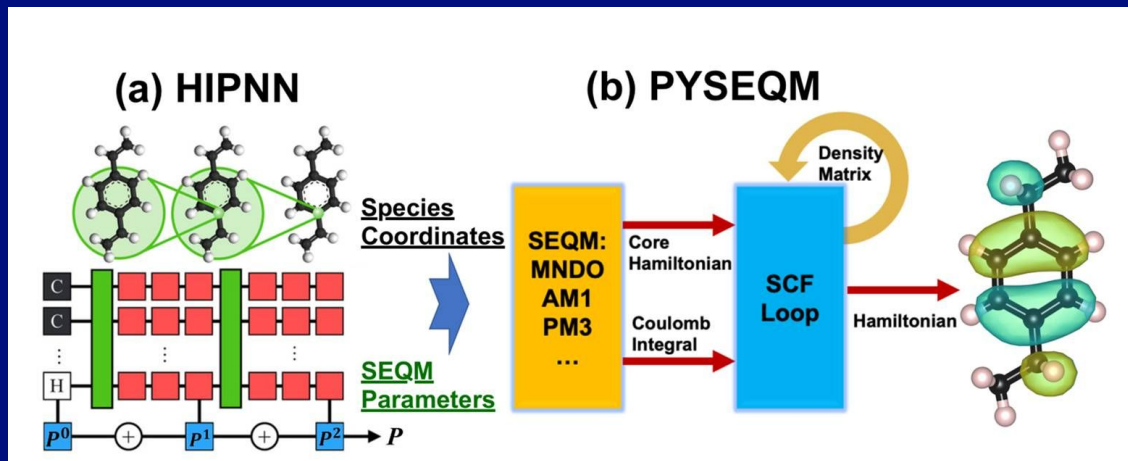 (a) HIPNN
(b) PYSEQM
Species
Coordinates
C
C
⋮
⋮
⋮
H
SEQM
Parameters
P⁰
+
P¹
+
P²
P
SEQM:
MNDO
AM1
PM3
...
Core
Hamiltonian
Coulomb
Integral
Density
Matrix
SCF
Loop
Hamiltonian